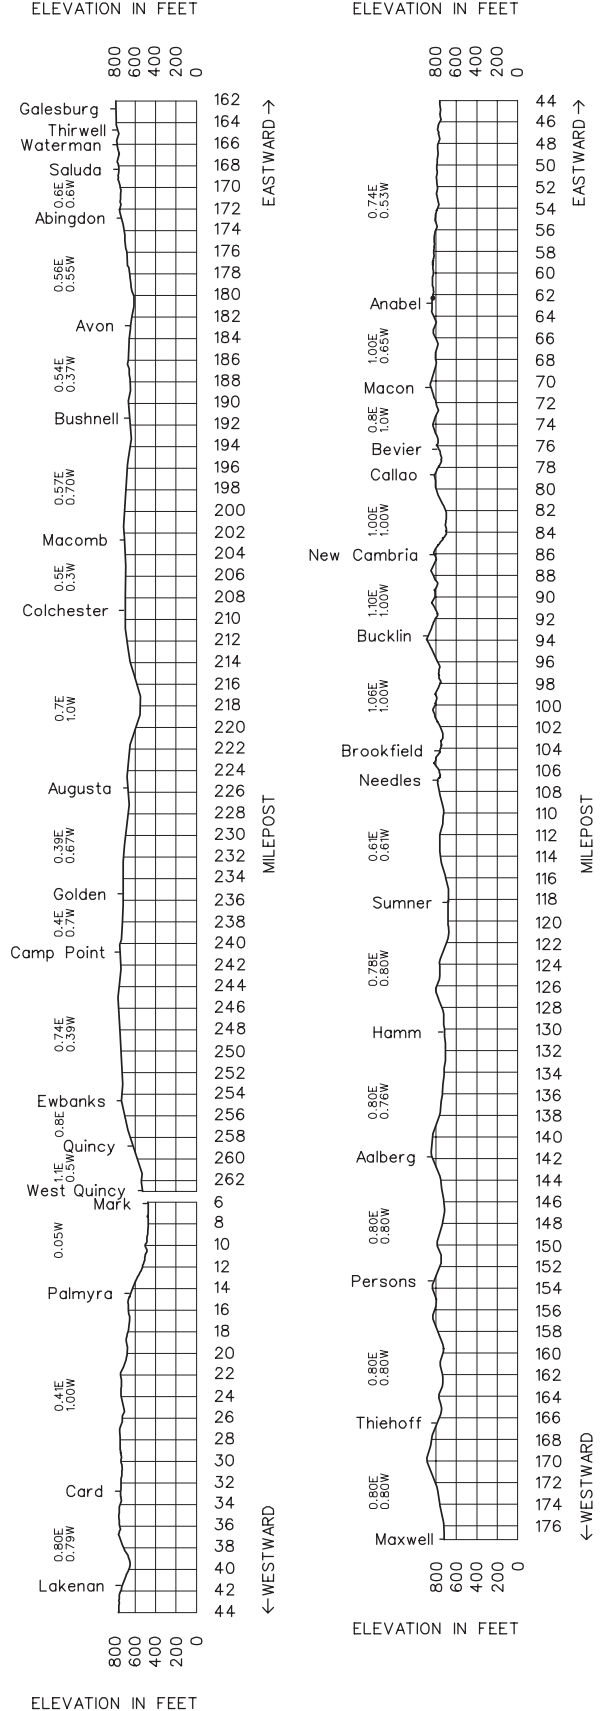 ELEVATION IN FEET
800 600 400 200 0
162
Galesburg
164
Thirwell
166
Waterman
168
Saluda
170
0.6E
0.6W
172
Abingdon
174
176
0.56E
0.55W
178
180
182
Avon
184
186
0.54E
0.37W
188
190
Bushnell
192
194
196
0.57E
0.70W
198
200
202
Macomb
204
0.5E
0.3W
206
208
Colchester
210
212
214
216
0.7E
1.0W
218
220
222
224
Augusta
226
228
230
0.39E
0.67W
232
234
Golden
236
0.4E
0.7W
238
240
Camp Point
242
244
246
0.74E
0.39W
248
250
252
254
Ewbanks
256
0.8E
258
Quincy
260
1.1E
0.5W
262
West Quincy
Mark
6
8
0.05W
10
12
Palmyra
14
16
18
20
22
0.41E
1.00W
24
26
28
30
32
Card
34
36
0.80E
0.79W
38
40
Lakenan
42
44
800 600 400 200 0
ELEVATION IN FEET
EASTWARD →
MILEPOST
← WESTWARD
ELEVATION IN FEET
800 600 400 200 0
44
46
48
50
52
0.74E
0.53W
54
56
58
60
62
Anabel
64
66
1.00E
0.65W
68
70
Macon
72
0.8E
1.0W
74
76
Bevier
78
Callao
80
82
1.00E
1.00W
84
New Cambria
86
88
1.10E
1.00W
90
92
Bucklin
94
96
98
1.06E
1.00W
100
102
Brookfield
104
106
Needles
108
110
112
0.61E
0.61W
114
116
Sumner
118
120
122
0.78E
0.80W
124
126
128
Hamm
130
132
134
0.80E
0.76W
136
138
140
Aalberg
142
144
146
0.80E
0.80W
148
150
152
Persons
154
156
158
160
0.80E
0.80W
162
164
Thiehoff
166
168
170
0.80E
0.80W
172
174
176
Maxwell
800 600 400 200 0
ELEVATION IN FEET
EASTWARD →
MILEPOST
← WESTWARD